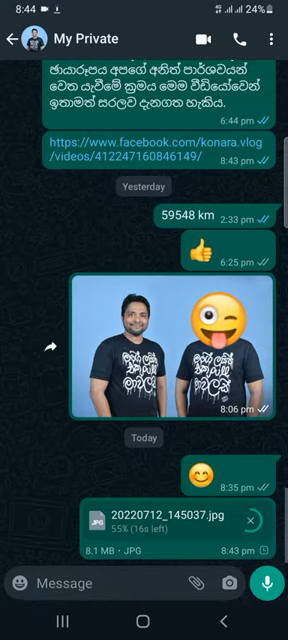 8:44
24%
My Private
ඡායාරූපය අපගේ අනිත් පාර්ශවයන්
වෙත යැවීමේ ක්‍රමය මෙම වීඩියෝවෙන්
ඉතාමත් සරලව දැනගත හැකිය.
6:44 pm
https://www.facebook.com/konara.vlog
/videos/412247160846149/
8:43 pm
Yesterday
59548 km 2:33 pm
6:25 pm
8:06 pm
Today
8:35 pm
JPG
20220712_145037.jpg
55% (16s left)
8.1 MB • JPG
8:43 pm
Message